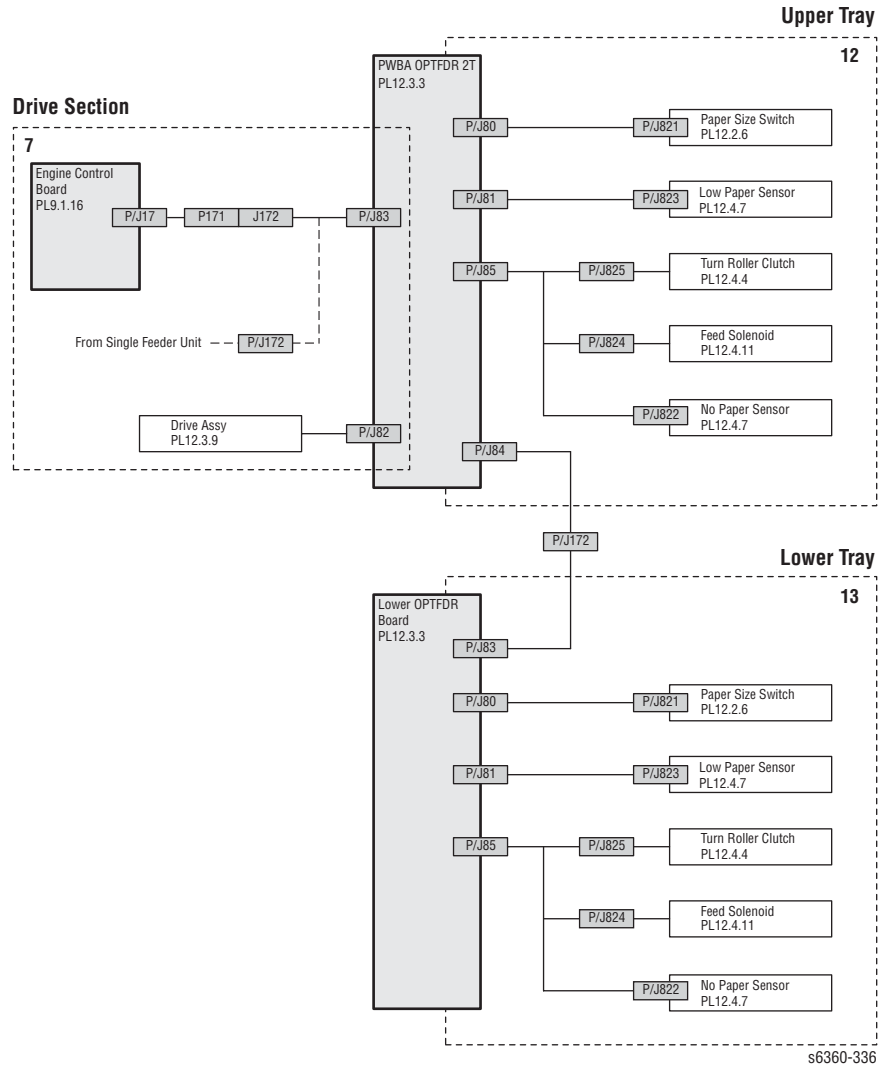 Upper Tray
12
PWBA OPTFDR 2T
PL12.3.3
Drive Section
7
Engine Control
Board
PL9.1.16
P/J17
P171
J172
P/J83
From Single Feeder Unit
P/J172
Drive Assy
PL12.3.9
P/J82
P/J80
P/J821
Paper Size Switch
PL12.2.6
P/J81
P/J823
Low Paper Sensor
PL12.4.7
P/J85
P/J825
Turn Roller Clutch
PL12.4.4
P/J824
Feed Solenoid
PL12.4.11
P/J822
No Paper Sensor
PL12.4.7
P/J84
P/J172
Lower Tray
13
Lower OPTFDR
Board
PL12.3.3
P/J83
P/J80
P/J821
Paper Size Switch
PL12.2.6
P/J81
P/J823
Low Paper Sensor
PL12.4.7
P/J85
P/J825
Turn Roller Clutch
PL12.4.4
P/J824
Feed Solenoid
PL12.4.11
P/J822
No Paper Sensor
PL12.4.7
s6360-336